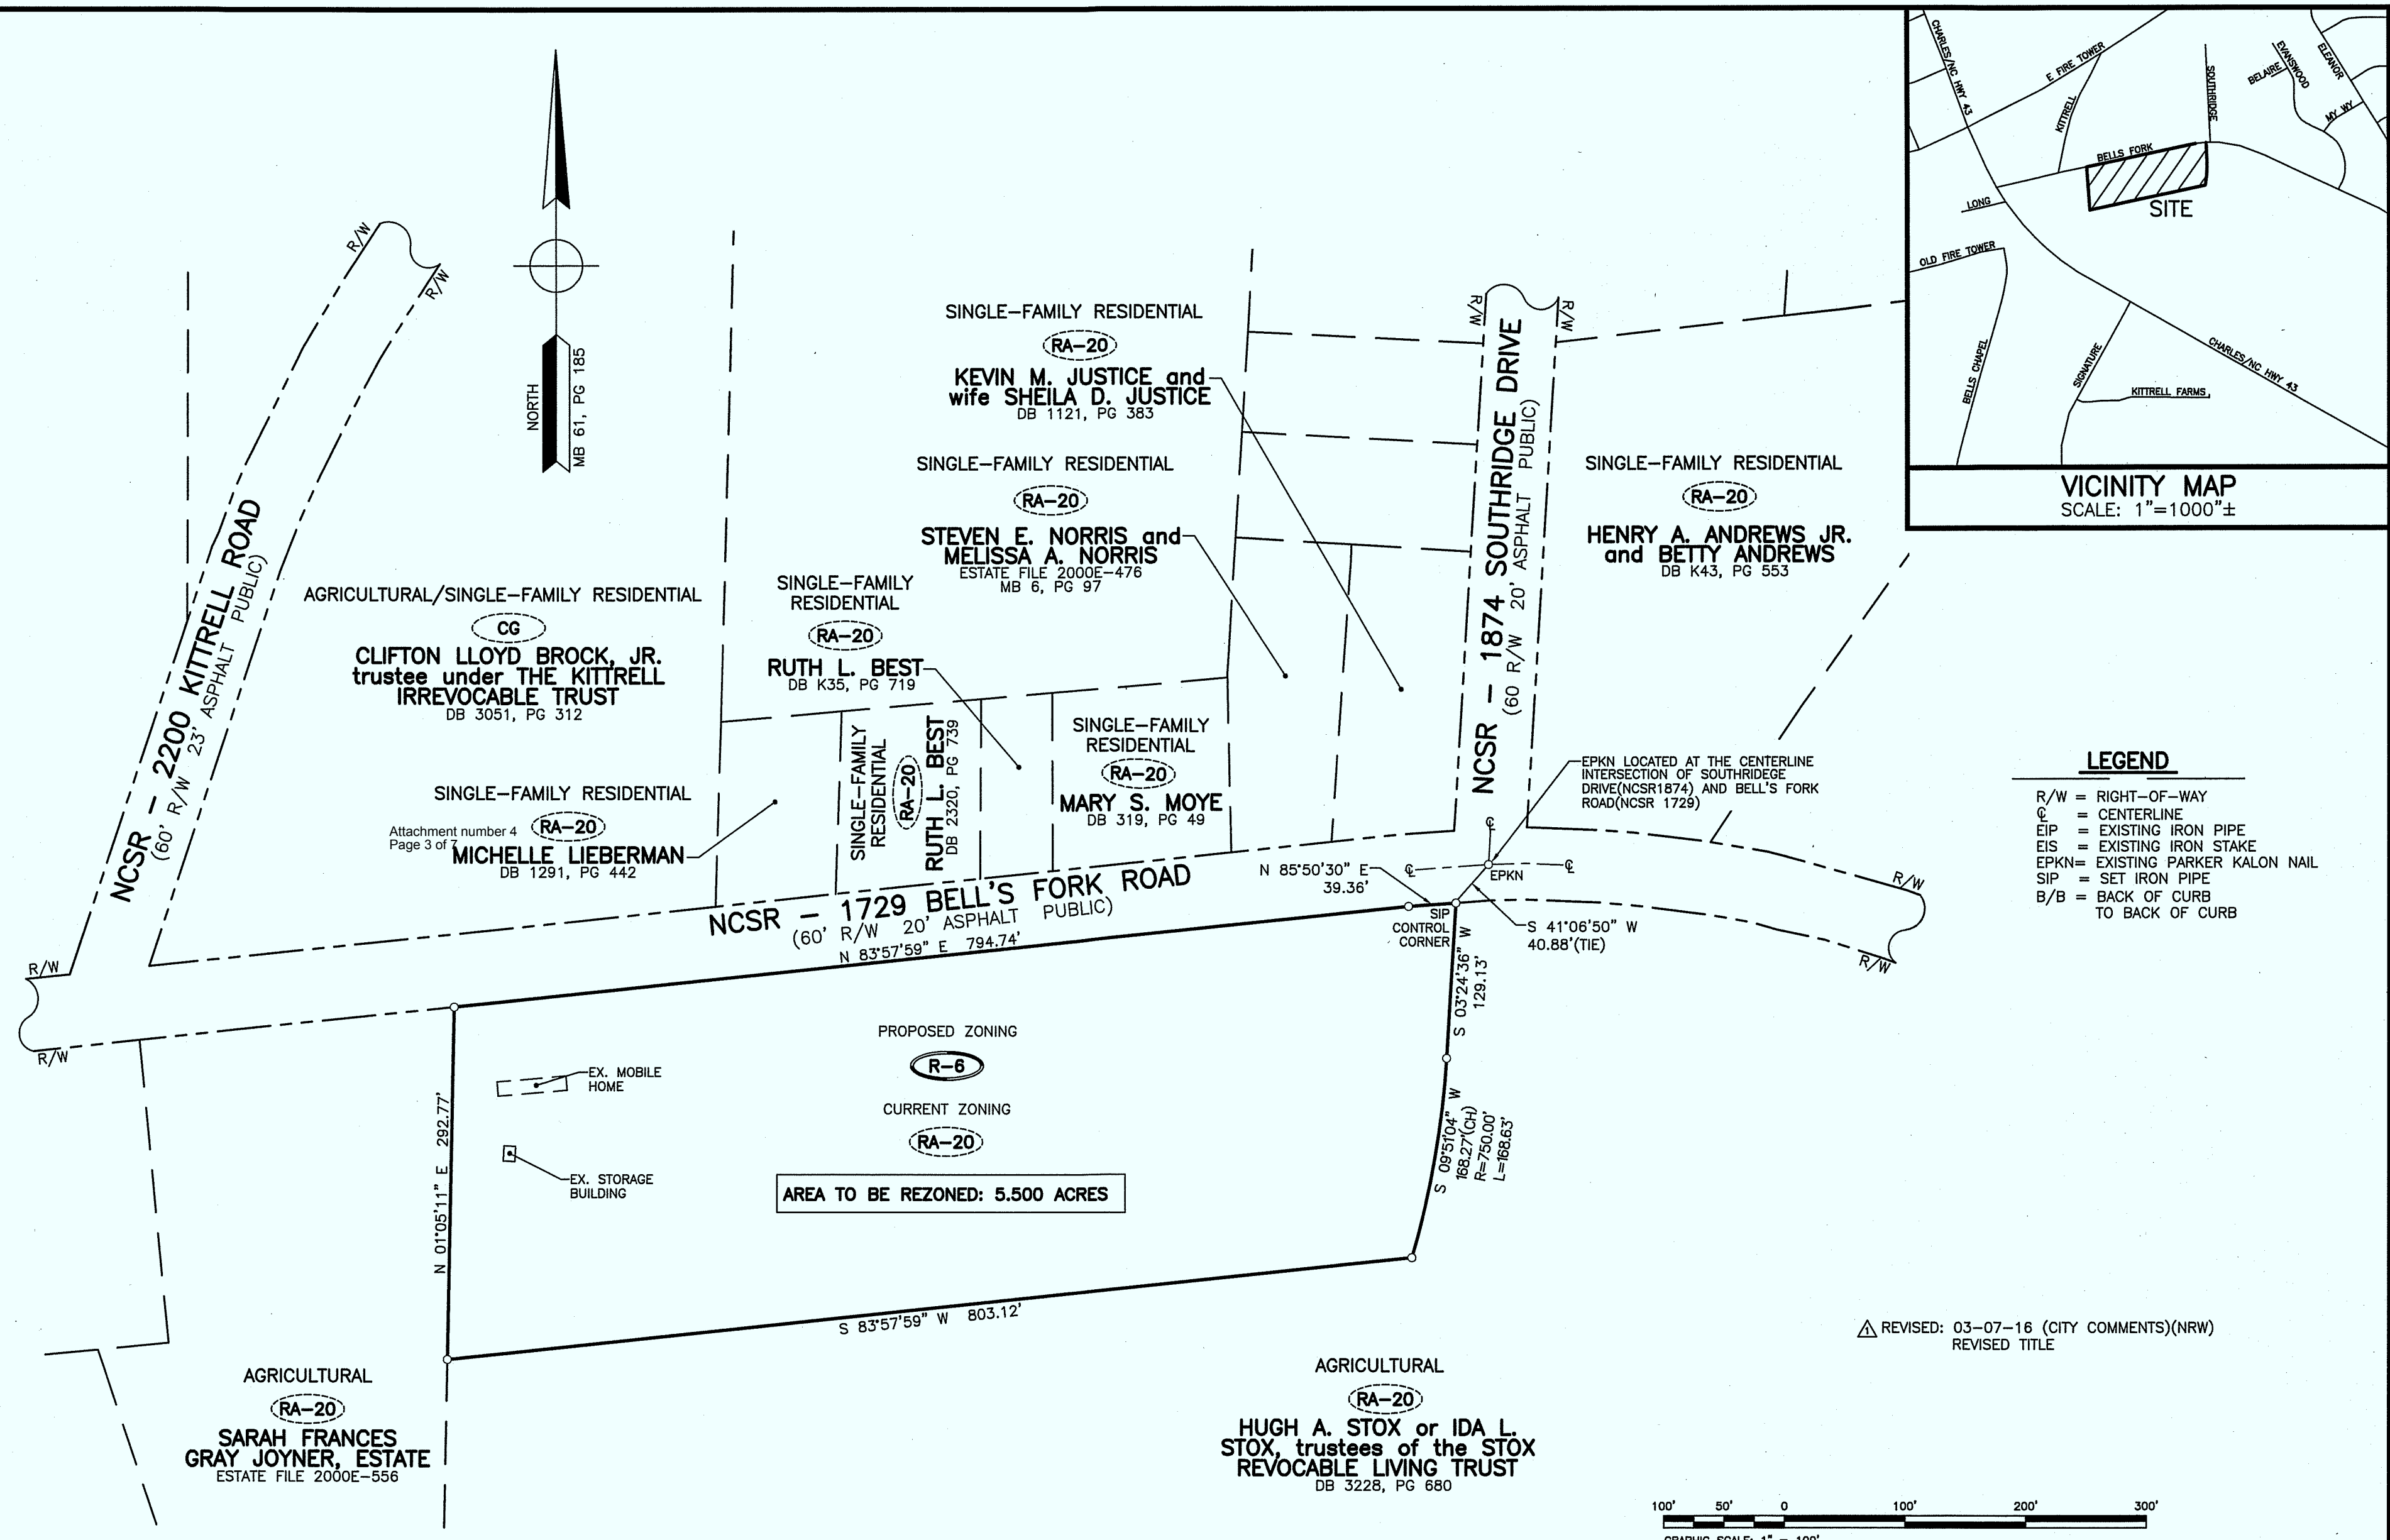 CHARLES/NC HWY 43
E FIRE TOWER
KITTRELL
SOUTHRIDGE
BELAIRE
EVANSWOOD
ELEANOR
MY WY
BELLS FORK
LONG
SITE
OLD FIRE TOWER
BELLS CHAPEL
SIGNATURE
KITTRELL FARMS
CHARLES/NC HWY 43
VICINITY MAP
SCALE: 1"=1000"±
NORTH
MB 61, PG 185
R/W
R/W
R/W
R/W
SINGLE-FAMILY RESIDENTIAL
RA-20
KEVIN M. JUSTICE and
wife SHEILA D. JUSTICE
DB 1121, PG 383
SINGLE-FAMILY RESIDENTIAL
RA-20
STEVEN E. NORRIS and
MELISSA A. NORRIS
ESTATE FILE 2000E-476
MB 6, PG 97
NCSR - 1874 SOUTHRIDGE DRIVE
(60 R/W 20' ASPHALT PUBLIC)
SINGLE-FAMILY RESIDENTIAL
RA-20
HENRY A. ANDREWS JR.
and BETTY ANDREWS
DB K43, PG 553
NCSR - 2200 KITTRELL ROAD
(60' R/W 23' ASPHALT PUBLIC)
AGRICULTURAL/SINGLE-FAMILY RESIDENTIAL
CG
CLIFTON LLOYD BROCK, JR.
trustee under THE KITTRELL
IRREVOCABLE TRUST
DB 3051, PG 312
SINGLE-FAMILY
RESIDENTIAL
RA-20
RUTH L. BEST
DB K35, PG 719
SINGLE-FAMILY RESIDENTIAL
RA-20
Attachment number 4
Page 3 of 7
MICHELLE LIEBERMAN
DB 1291, PG 442
SINGLE-FAMILY
RESIDENTIAL
RA-20
RUTH L. BEST
DB 2320, PG 739
SINGLE-FAMILY
RESIDENTIAL
RA-20
MARY S. MOYE
DB 319, PG 49
EPKN LOCATED AT THE CENTERLINE
INTERSECTION OF SOUTHRIDEGE
DRIVE(NCSR1874) AND BELL'S FORK
ROAD(NCSR 1729)
LEGEND
R/W = RIGHT-OF-WAY
℄ = CENTERLINE
EIP = EXISTING IRON PIPE
EIS = EXISTING IRON STAKE
EPKN= EXISTING PARKER KALON NAIL
SIP = SET IRON PIPE
B/B = BACK OF CURB
TO BACK OF CURB
℄
℄
℄
EPKN
N 85°50'30" E
39.36'
SIP
CONTROL
CORNER
S 41°06'50" W
40.88'(TIE)
R/W
R/W
NCSR - 1729 BELL'S FORK ROAD
(60' R/W 20' ASPHALT PUBLIC)
N 83°57'59" E 794.74'
R/W
R/W
S 03°24'36" W
129.13'
S 09°51'04" W
168.27'(CH)
R=750.00'
L=168.63'
N 01°05'11" E 292.77'
EX. MOBILE
HOME
EX. STORAGE
BUILDING
PROPOSED ZONING
R-6
CURRENT ZONING
RA-20
AREA TO BE REZONED: 5.500 ACRES
S 83°57'59" W 803.12'
1 REVISED: 03-07-16 (CITY COMMENTS)(NRW)
REVISED TITLE
AGRICULTURAL
RA-20
SARAH FRANCES
GRAY JOYNER, ESTATE
ESTATE FILE 2000E-556
AGRICULTURAL
RA-20
HUGH A. STOX or IDA L.
STOX, trustees of the STOX
REVOCABLE LIVING TRUST
DB 3228, PG 680
100' 50' 0 100' 200' 300'
GRAPHIC SCALE: 1" = 100'